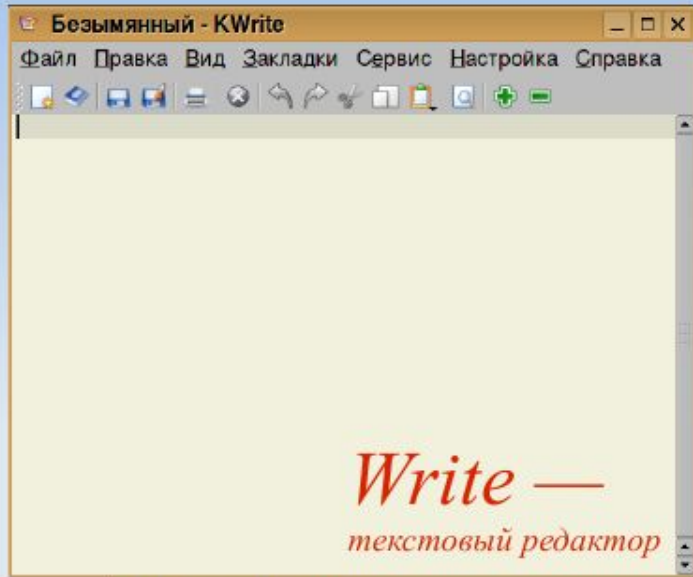 Безымянный - KWrite
Файл Правка Вид Закладки Сервис Настройка Справка
Write —
текстовый редактор